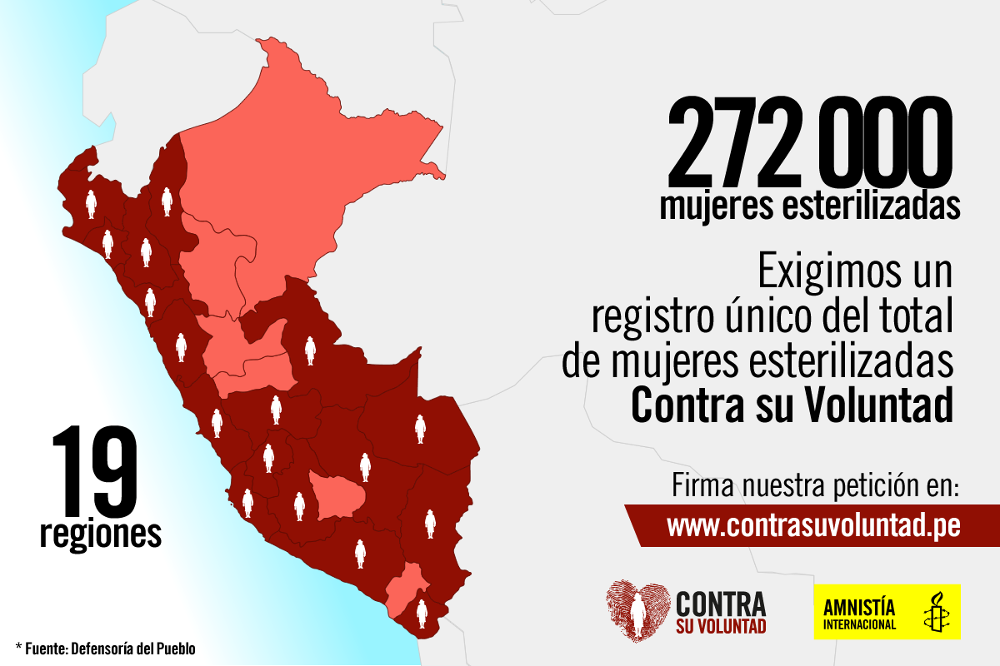 272 000
mujeres esterilizadas
Exigimos un
registro único del total
de mujeres esterilizadas
Contra su Voluntad
19
regiones
Firma nuestra petición en:
www.contrasuvoluntad.pe
CONTRA
SU VOLUNTAD
AMNISTÍA
INTERNACIONAL
* Fuente: Defensoría del Pueblo